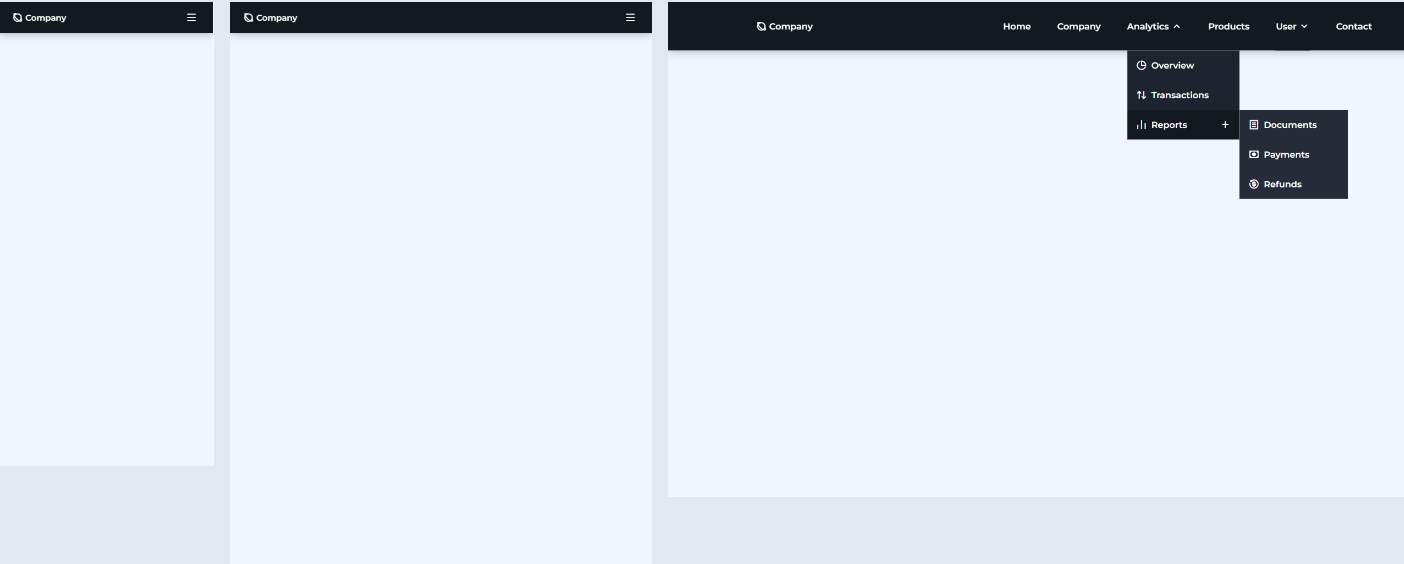 Company
Company
Company Home Company Analytics Products User Contact
Overview
Transactions
Reports +
Documents
Payments
Refunds